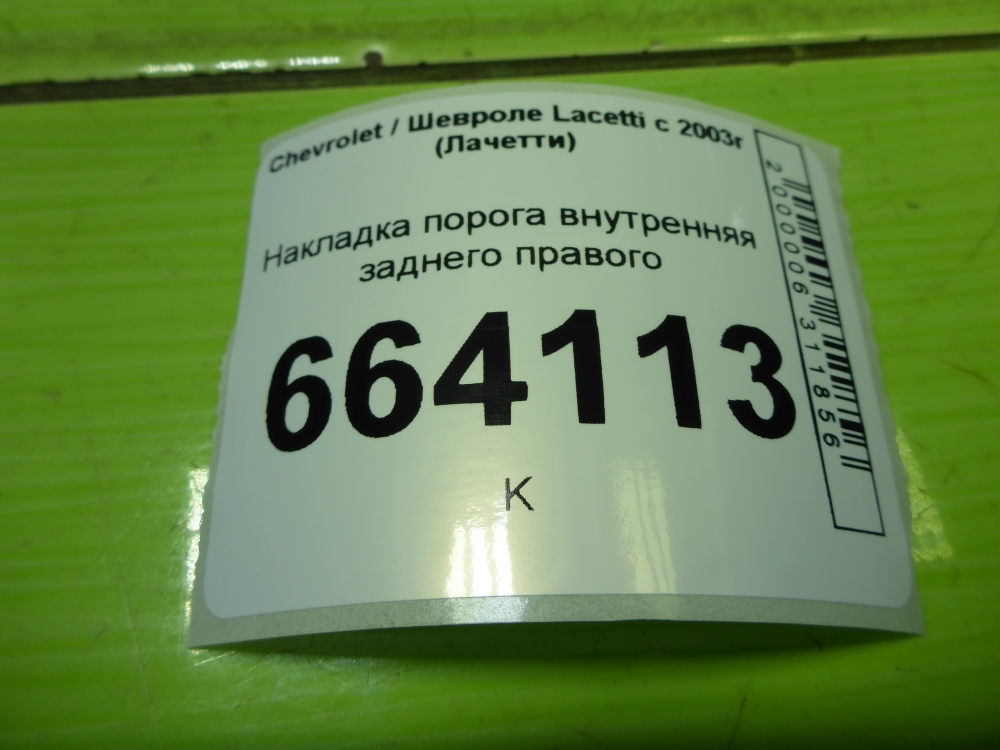 Chevrolet / Шевроле Lacetti с 2003г
(Лачетти)
Накладка порога внутренняя
заднего правого
664113
К
2000006311856